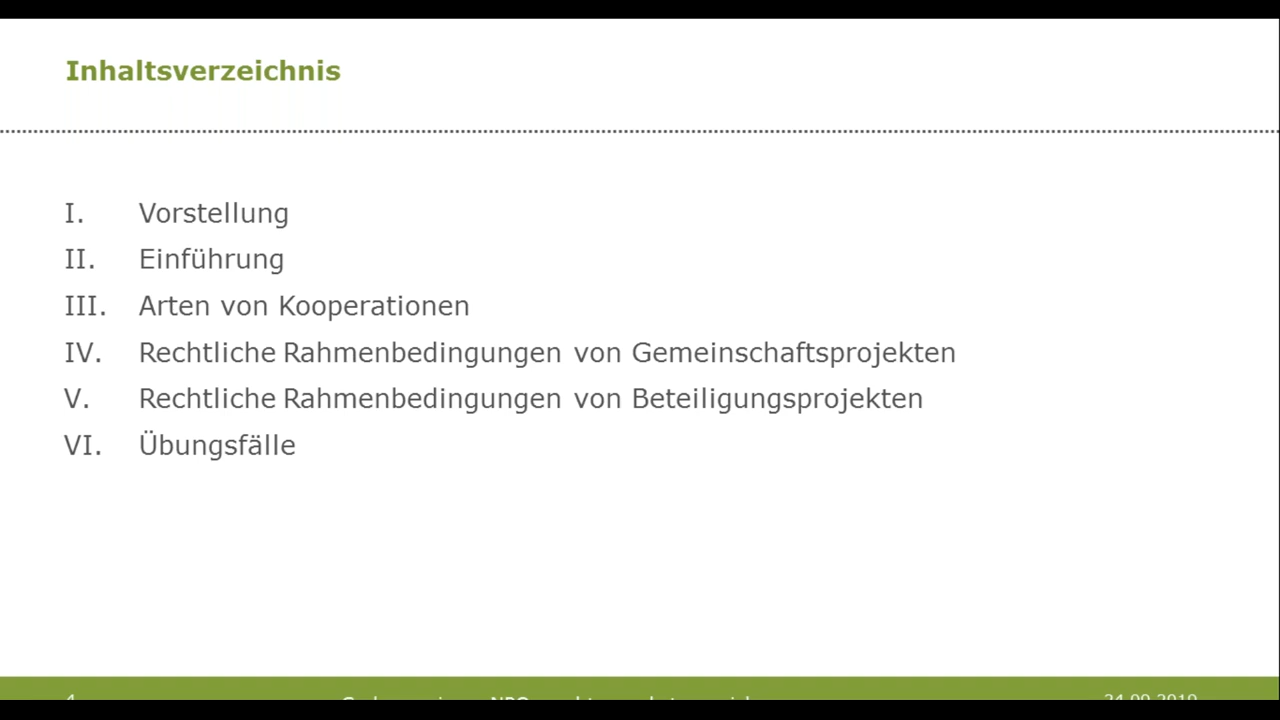 Inhaltsverzeichnis
I. Vorstellung
II. Einführung
III. Arten von Kooperationen
IV. Rechtliche Rahmenbedingungen von Gemeinschaftsprojekten
V. Rechtliche Rahmenbedingungen von Beteiligungsprojekten
VI. Übungsfälle